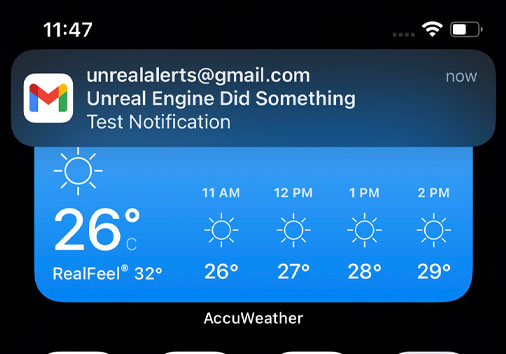 11:47
unrealalerts@gmail.com now
Unreal Engine Did Something
Test Notification
11 AM 12 PM 1 PM 2 PM
26° C
26° 27° 28° 29°
RealFeel® 32°
AccuWeather